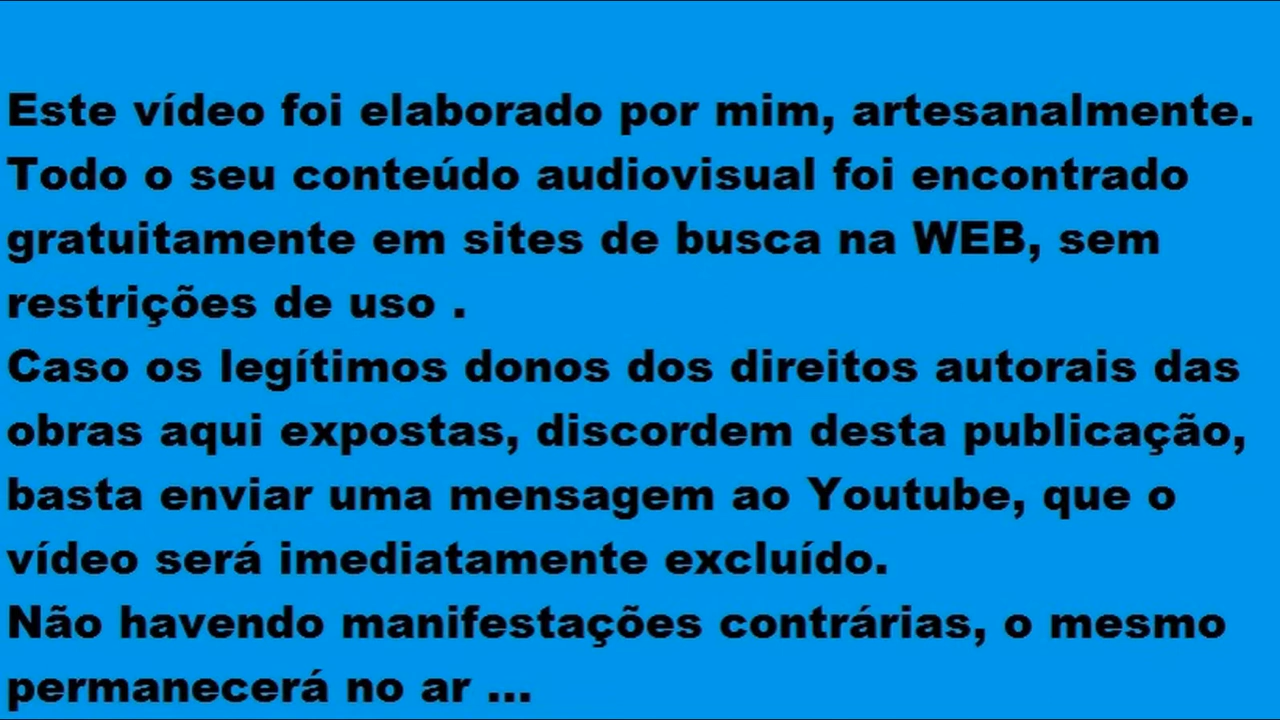 Este vídeo foi elaborado por mim, artesanalmente.
Todo o seu conteúdo audiovisual foi encontrado
gratuitamente em sites de busca na WEB, sem
restrições de uso .
Caso os legítimos donos dos direitos autorais das
obras aqui expostas, discordem desta publicação,
basta enviar uma mensagem ao Youtube, que o
vídeo será imediatamente excluído.
Não havendo manifestações contrárias, o mesmo
permanecerá no ar ...